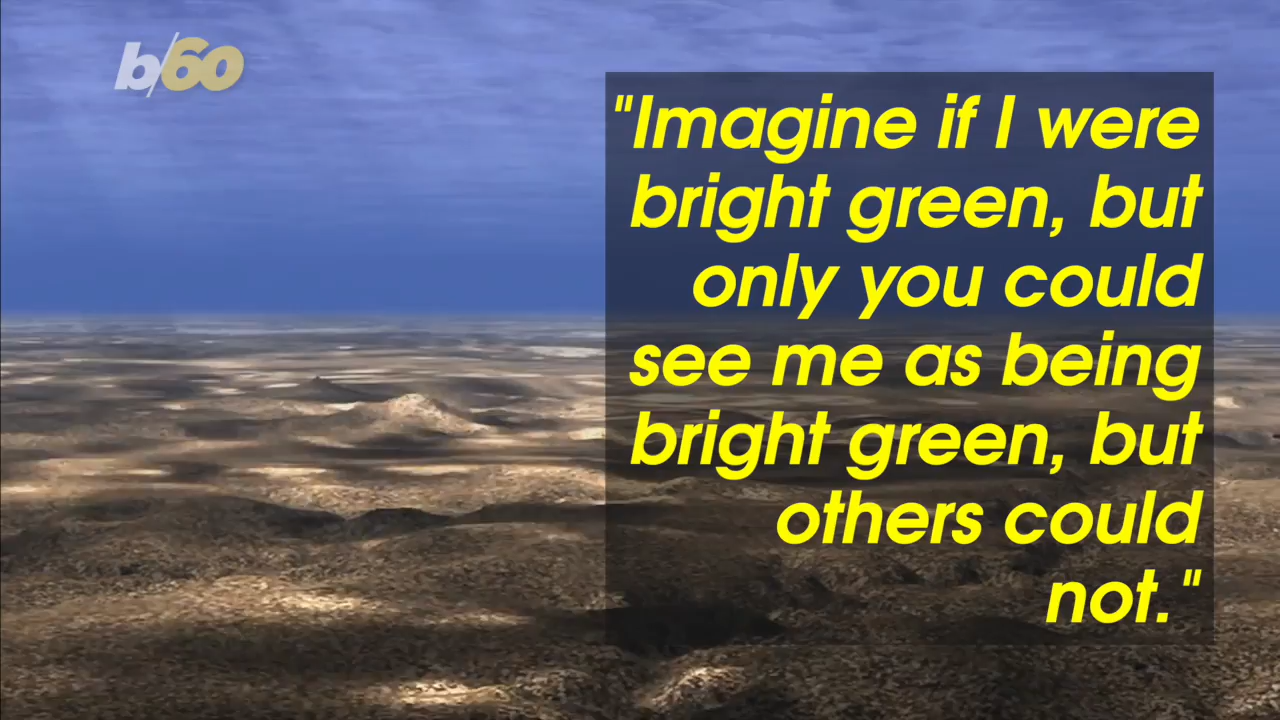 b/60
"Imagine if I were
bright green, but
only you could
see me as being
bright green, but
others could
not."